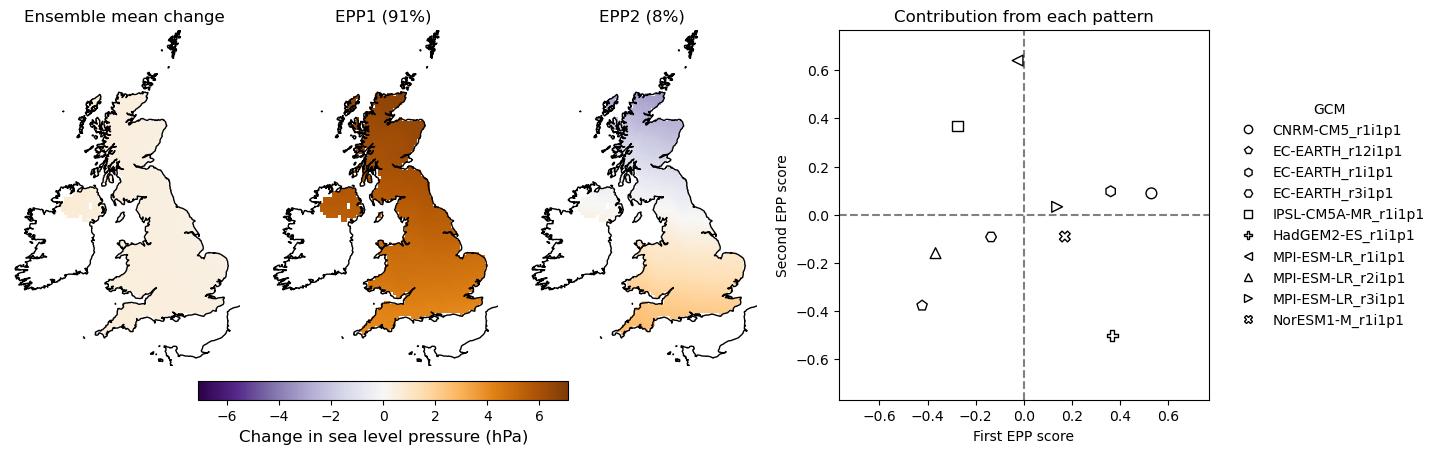 Ensemble mean change
EPP1 (91%)
EPP2 (8%)
−6 −4 −2 0 2 4 6
Change in sea level pressure (hPa)
Contribution from each pattern
Second EPP score
0.6
0.4
0.2
0.0
−0.2
−0.4
−0.6
−0.6 −0.4 −0.2 0.0 0.2 0.4 0.6
First EPP score
GCM
CNRM-CM5_r1i1p1
EC-EARTH_r12i1p1
EC-EARTH_r1i1p1
EC-EARTH_r3i1p1
IPSL-CM5A-MR_r1i1p1
HadGEM2-ES_r1i1p1
MPI-ESM-LR_r1i1p1
MPI-ESM-LR_r2i1p1
MPI-ESM-LR_r3i1p1
NorESM1-M_r1i1p1